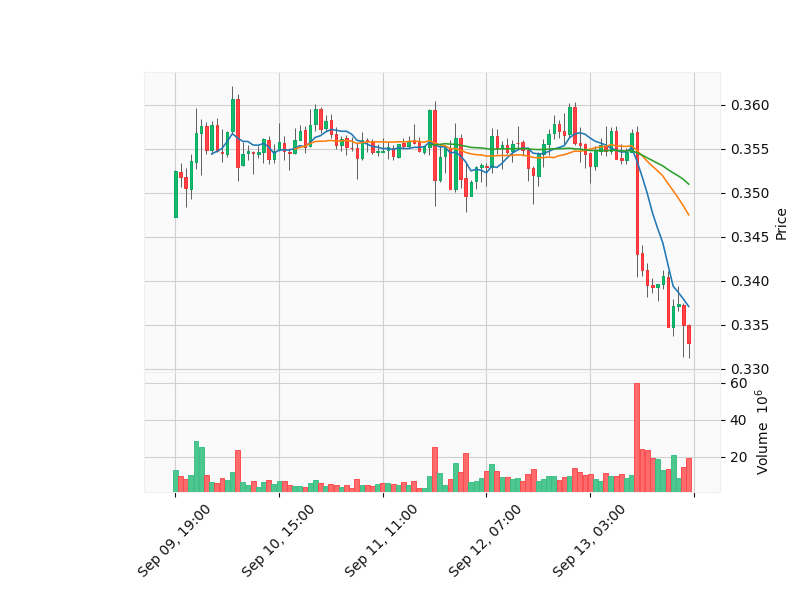 0.360
0.355
0.350
0.345
0.340
0.335
0.330
Price
60
40
20
Volume 10⁶
Sep 09, 19:00
Sep 10, 15:00
Sep 11, 11:00
Sep 12, 07:00
Sep 13, 03:00